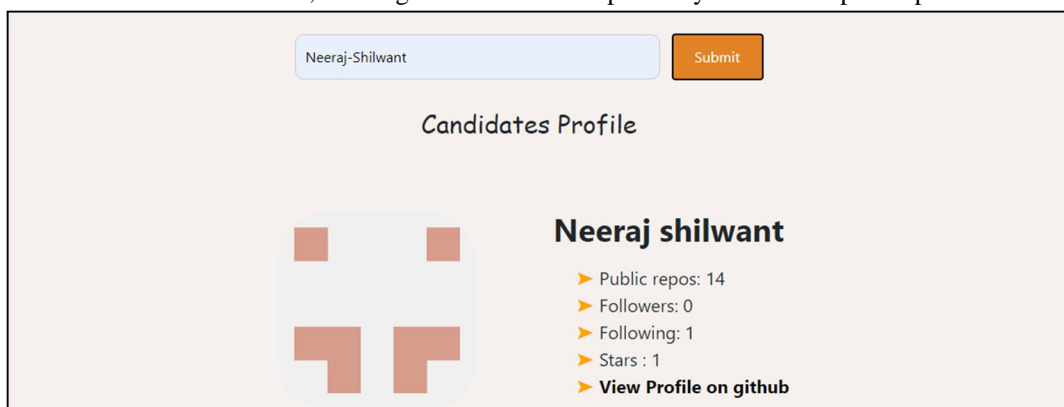 Neeraj-Shilwant
Submit
Candidates Profile
Neeraj shilwant
➤ Public repos: 14
➤ Followers: 0
➤ Following: 1
➤ Stars : 1
➤ View Profile on github